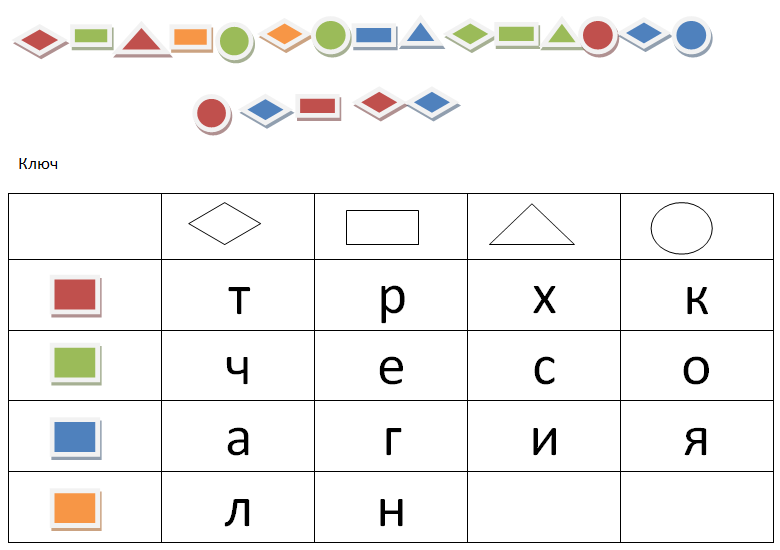 Ключ
т р х к
ч е с о
а г и я
л н